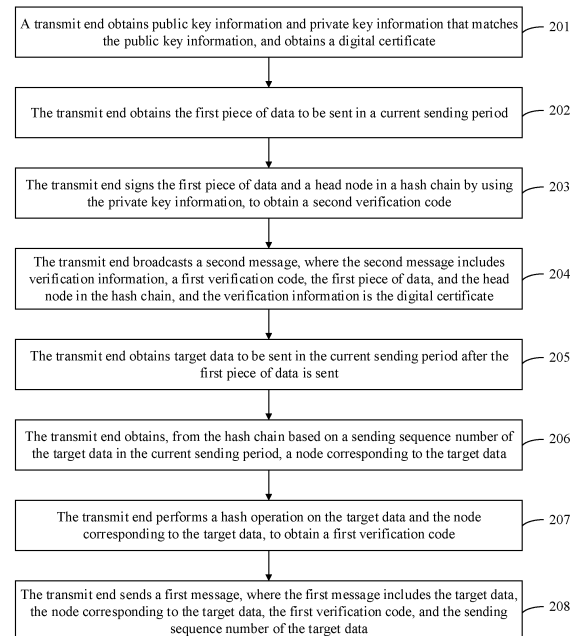 A transmit end obtains public key information and private key information that matches
the public key information, and obtains a digital certificate
201
The transmit end obtains the first piece of data to be sent in a current sending period
202
The transmit end signs the first piece of data and a head node in a hash chain by using
the private key information, to obtain a second verification code
203
The transmit end broadcasts a second message, where the second message includes
verification information, a first verification code, the first piece of data, and the head
node in the hash chain, and the verification information is the digital certificate
204
The transmit end obtains target data to be sent in the current sending period after the
first piece of data is sent
205
The transmit end obtains, from the hash chain based on a sending sequence number of
the target data in the current sending period, a node corresponding to the target data
206
The transmit end performs a hash operation on the target data and the node
corresponding to the target data, to obtain a first verification code
207
The transmit end sends a first message, where the first message includes the target data,
the node corresponding to the target data, the first verification code, and the sending
sequence number of the target data
208